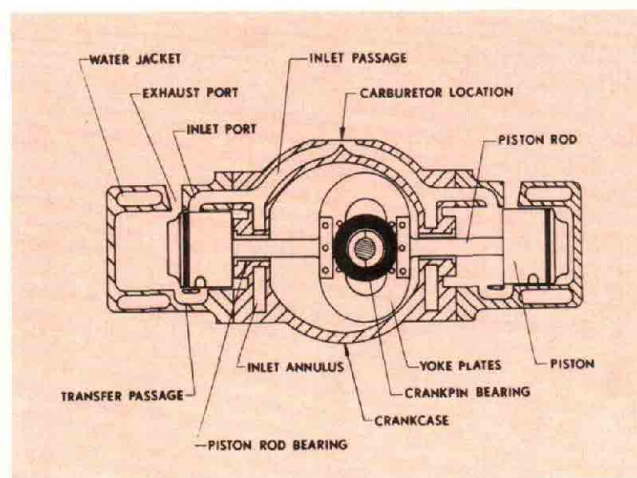 WATER JACKET
INLET PASSAGE
EXHAUST PORT
CARBURETOR LOCATION
INLET PORT
PISTON ROD
INLET ANNULUS
YOKE PLATES
PISTON
TRANSFER PASSAGE
CRANKPIN BEARING
CRANKCASE
PISTON ROD BEARING